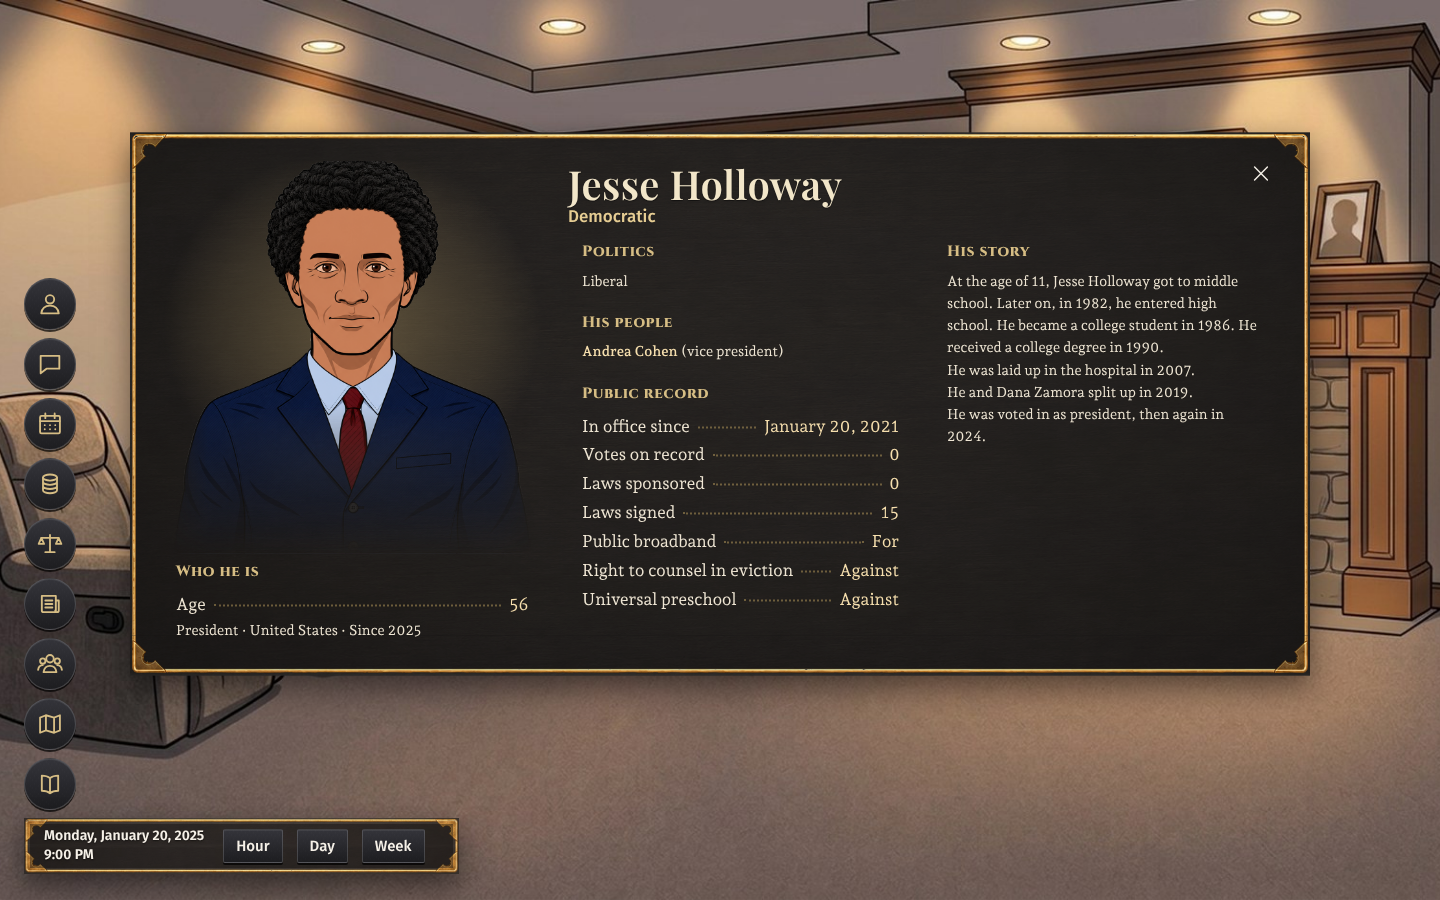 Jesse Holloway
Democratic
Politics
Liberal
His people
Andrea Cohen (vice president)
Public record
In office since January 20, 2021
Votes on record 0
Laws sponsored 0
Laws signed 15
Public broadband For
Right to counsel in eviction Against
Universal preschool Against
His story
At the age of 11, Jesse Holloway got to middle
school. Later on, in 1982, he entered high
school. He became a college student in 1986. He
received a college degree in 1990.
He was laid up in the hospital in 2007.
He and Dana Zamora split up in 2019.
He was voted in as president, then again in
2024.
Who he is
Age 56
President · United States · Since 2025
Monday, January 20, 2025
9:00 PM
Hour
Day
Week